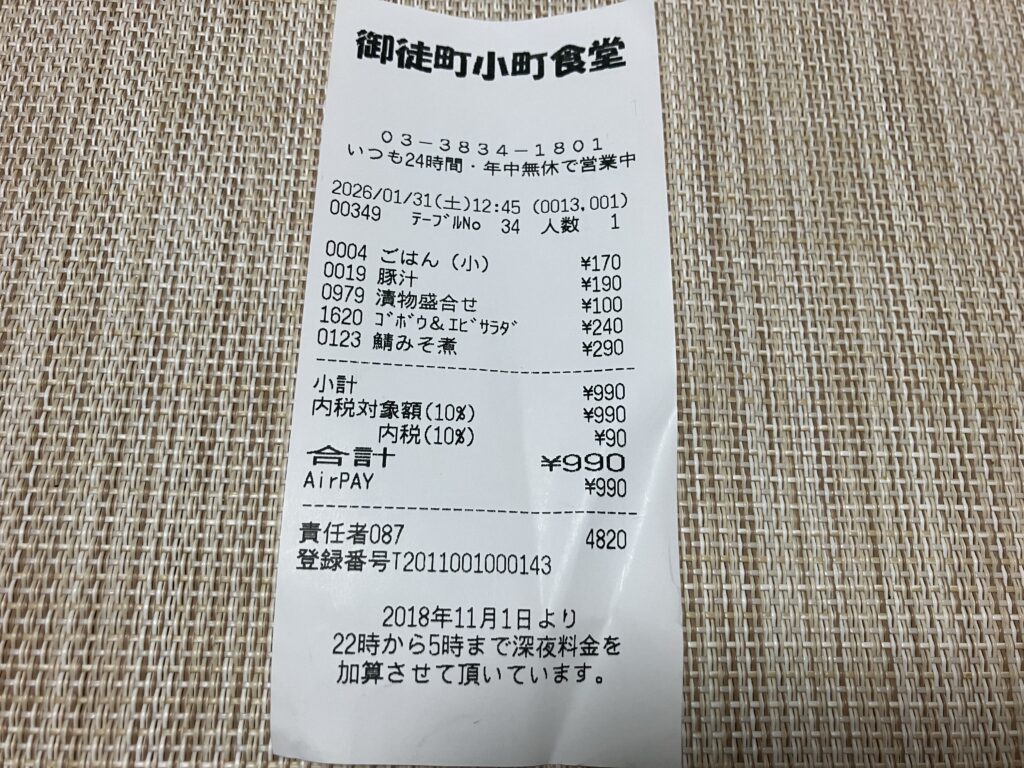 御徒町小町食堂
０３－３８３４－１８０１
いつも24時間・年中無休で営業中
2026/01/31(土)12:45 (0013.001)
00349 ﾃｰﾌﾞﾙNo 34 人数 1
0004 ごはん（小） ¥170
0019 豚汁 ¥190
0979 漬物盛合せ ¥100
1620 ｺﾞﾎﾞｳ&ｴﾋﾞｻﾗﾀﾞ ¥240
0123 鯖みそ煮 ¥290
小計 ¥990
内税対象額(10%) ¥990
内税(10%) ¥90
合計 ¥990
AirPAY ¥990
責任者087 4820
登録番号T2011001000143
2018年11月1日より
22時から5時まで深夜料金を
加算させて頂いています。